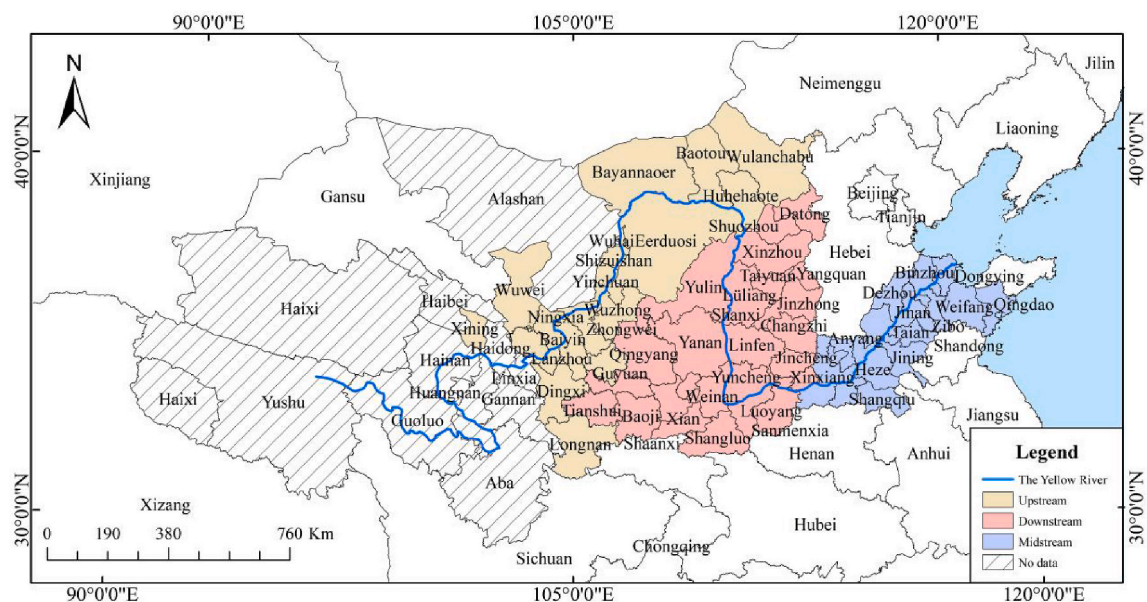 90°0'0"E
105°0'0"E
120°0'0"E
N
Jilin
Neimenggu
Liaoning
40°0'0"N
40°0'0"N
Baotou
Wulanchabu
Bayannaoer
Xinjiang
Gansu
Alashan
Huhehaote
Beijing
Tianjin
Datong
Shuozhou
Wuhai
Eerduosi
Hebei
Xinzhou
Shizuishan
Binzhou
Dongying
Taiyuan
Yangquan
Yinchuan
Yulin
Lüliang
Dezhou
Wuwei
Haibei
Haixi
Jinzhong
Jinan
Weifang
Qingdao
Wuzhong
Ningxia
Shanxi
Zibo
Xining
Zhongwei
Changzhi
Taian
Baiyin
Yanan
Linfen
Anyang
Shandong
Haidong
Lanzhou
Qingyang
Jincheng
Jining
Hainan
Guyuan
Heze
Linxia
Yuncheng
Xinxiang
Huangnan
Gannan
Dingxi
Weinan
Shangqiu
Haixi
Yushu
Guoluo
Tianshui
Baoji
Xian
Luoyang
Jiangsu
Sanmenxia
Longnan
Shaanxi
Shangluo
Henan
Anhui
Aba
Xizang
Hubei
Chongqing
Sichuan
30°0'0"N
30°0'0"N
0 190 380 760 Km
Legend
The Yellow River
Upstream
Downstream
Midstream
No data
90°0'0"E
105°0'0"E
120°0'0"E